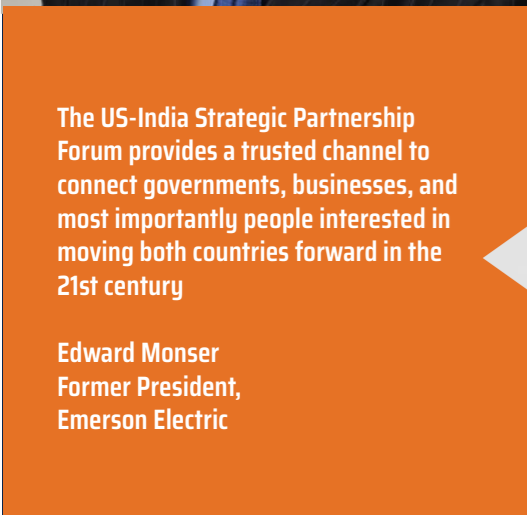 The US-India Strategic Partnership
Forum provides a trusted channel to
connect governments, businesses, and
most importantly people interested in
moving both countries forward in the
21st century
Edward Monser
Former President,
Emerson Electric